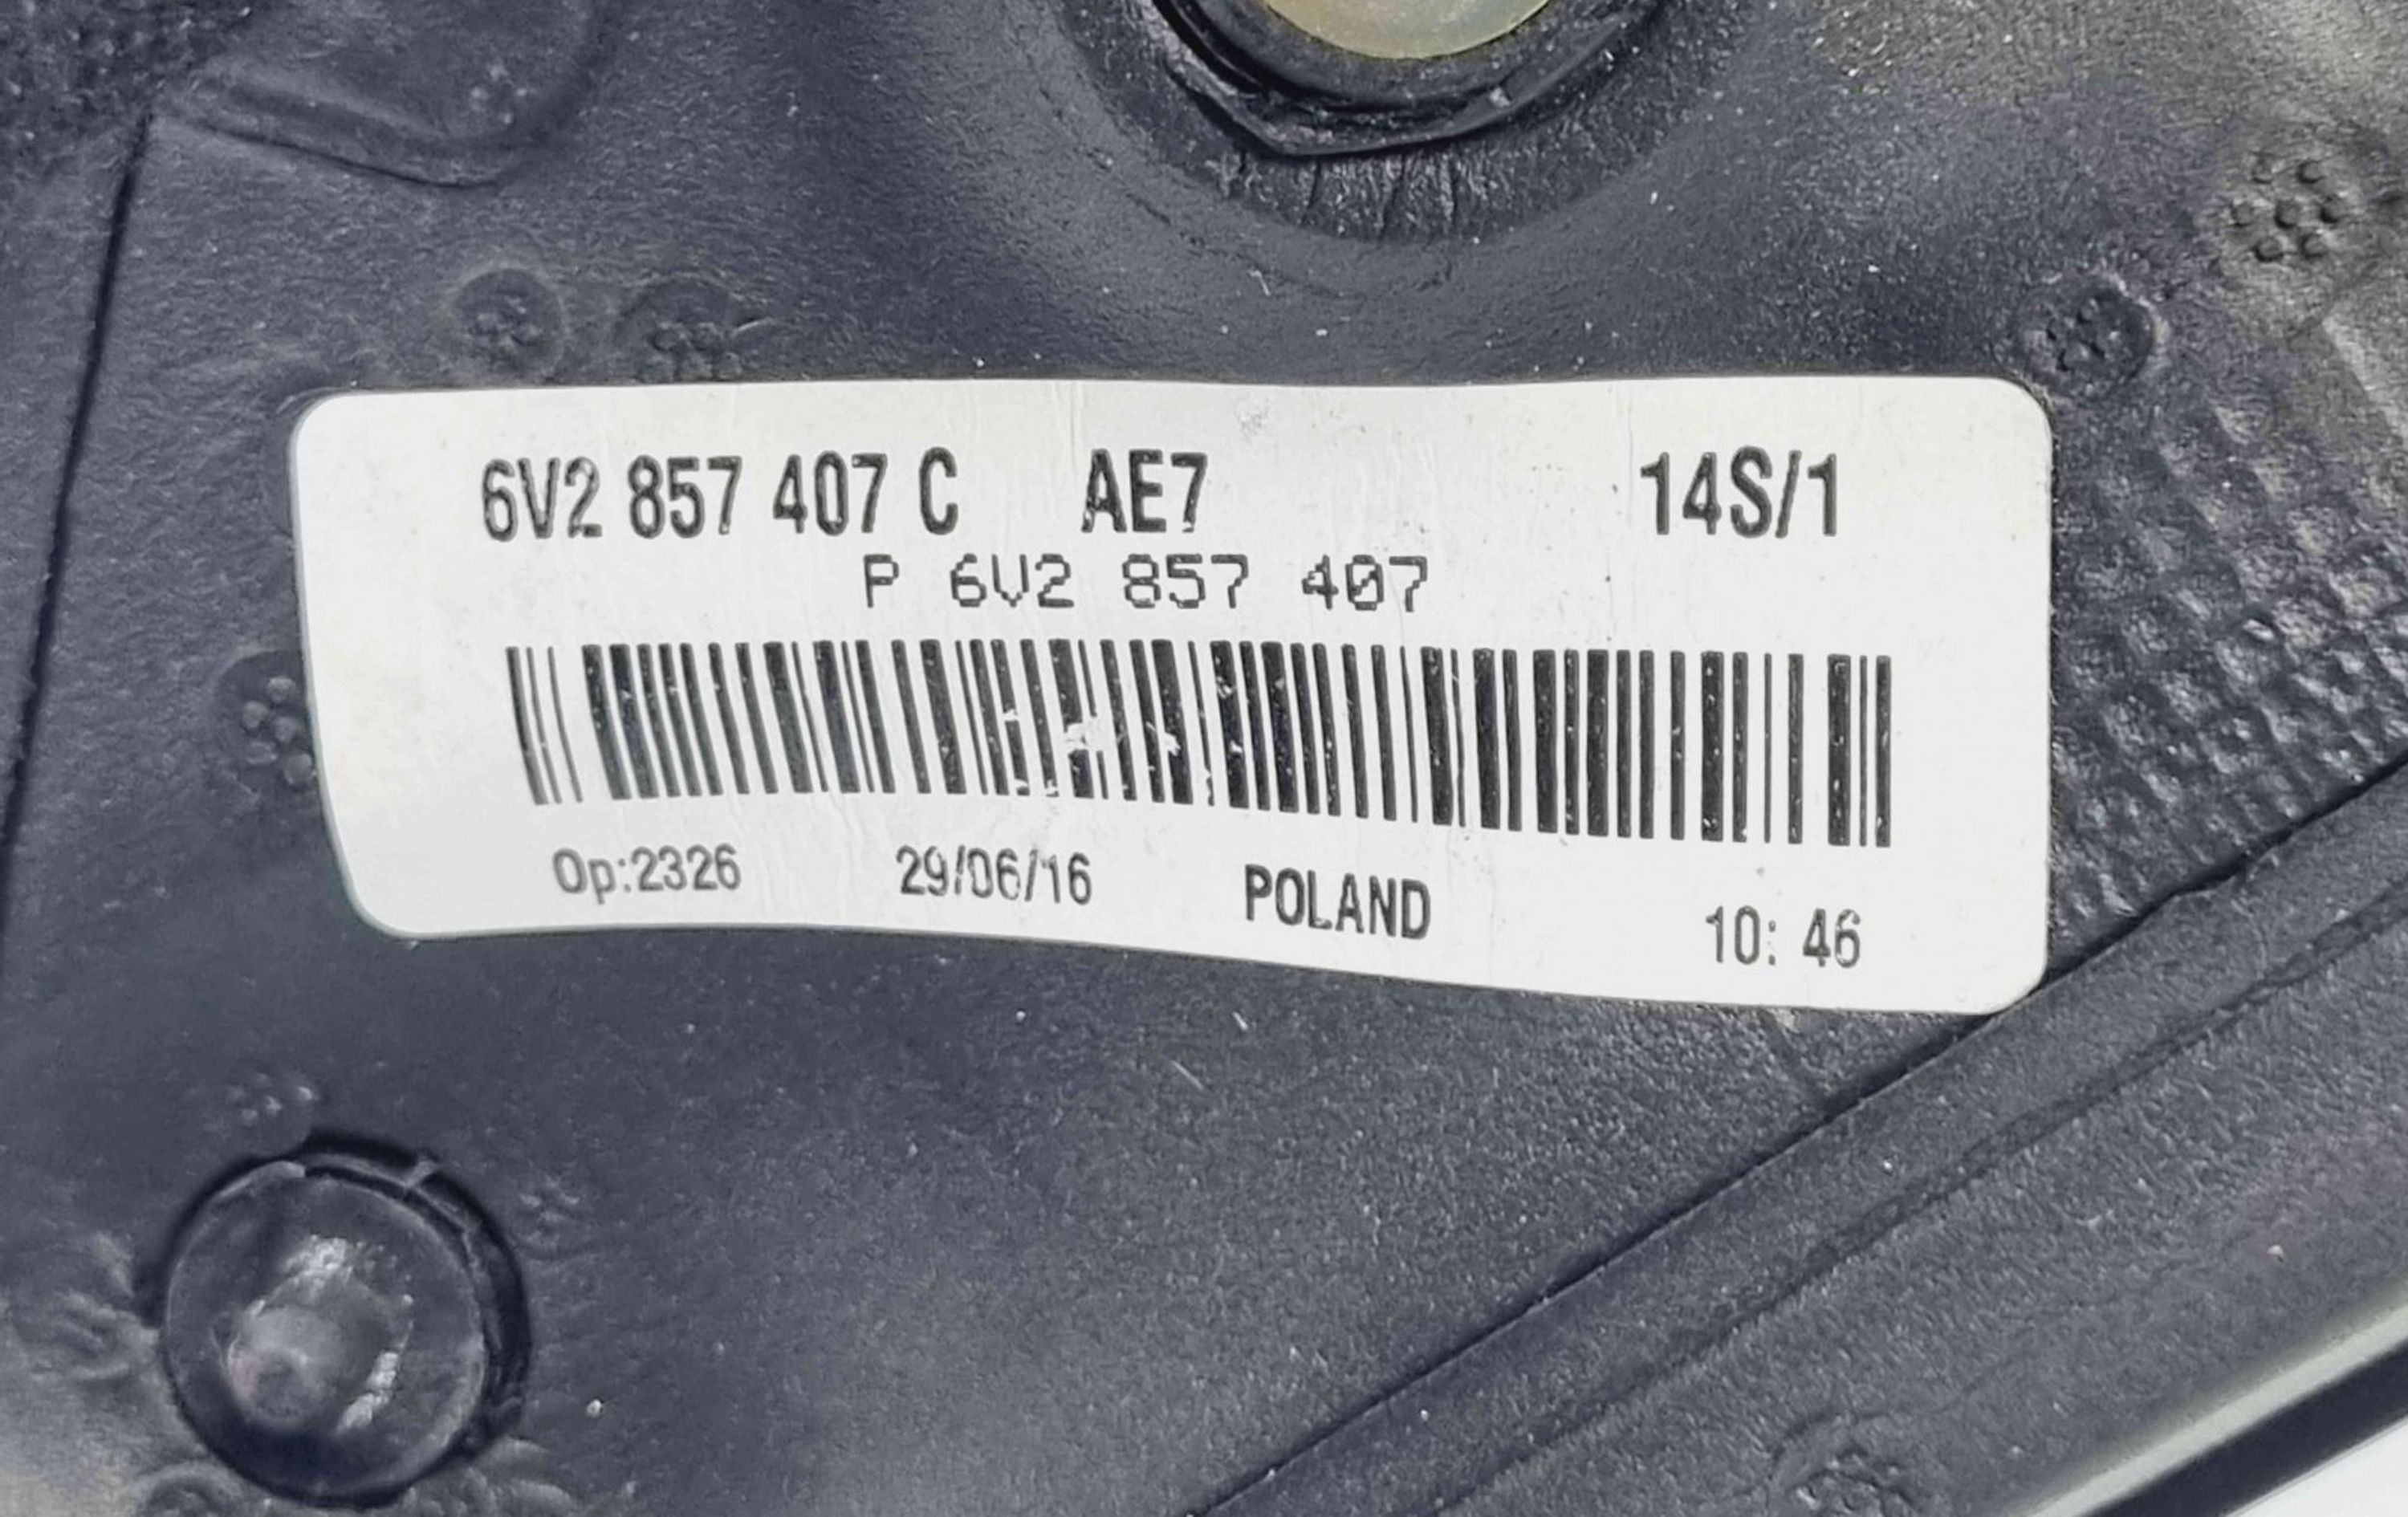 6V2 857 407 C AE7 14S/1
P 6V2 857 407
Op:2326 29/06/16 POLAND 10: 46